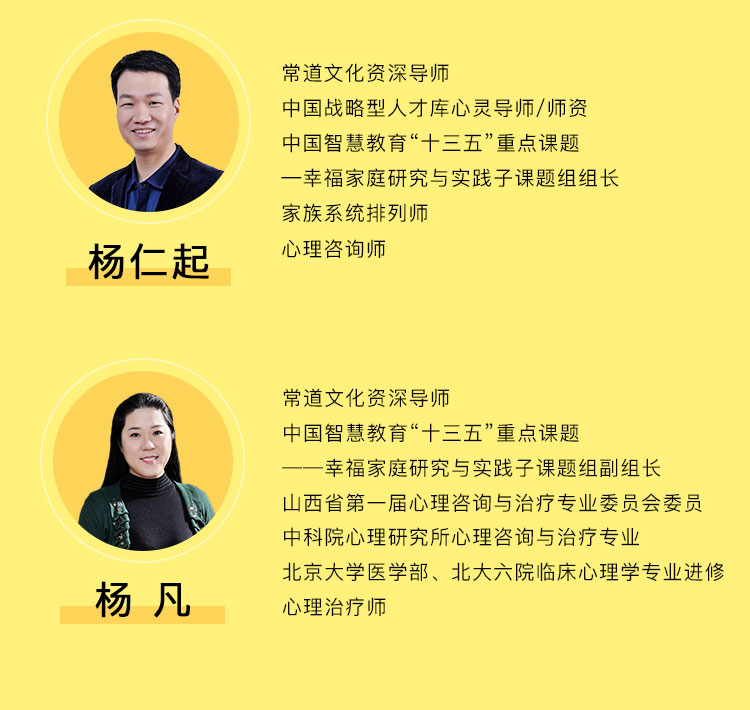 常道文化资深导师
中国战略型人才库心灵导师/师资
中国智慧教育“十三五”重点课题
—幸福家庭研究与实践子课题组组长
家族系统排列师
心理咨询师
杨仁起
常道文化资深导师
中国智慧教育“十三五”重点课题
——幸福家庭研究与实践子课题组副组长
山西省第一届心理咨询与治疗专业委员会委员
中科院心理研究所心理咨询与治疗专业
北京大学医学部、北大六院临床心理学专业进修
心理治疗师
杨 凡